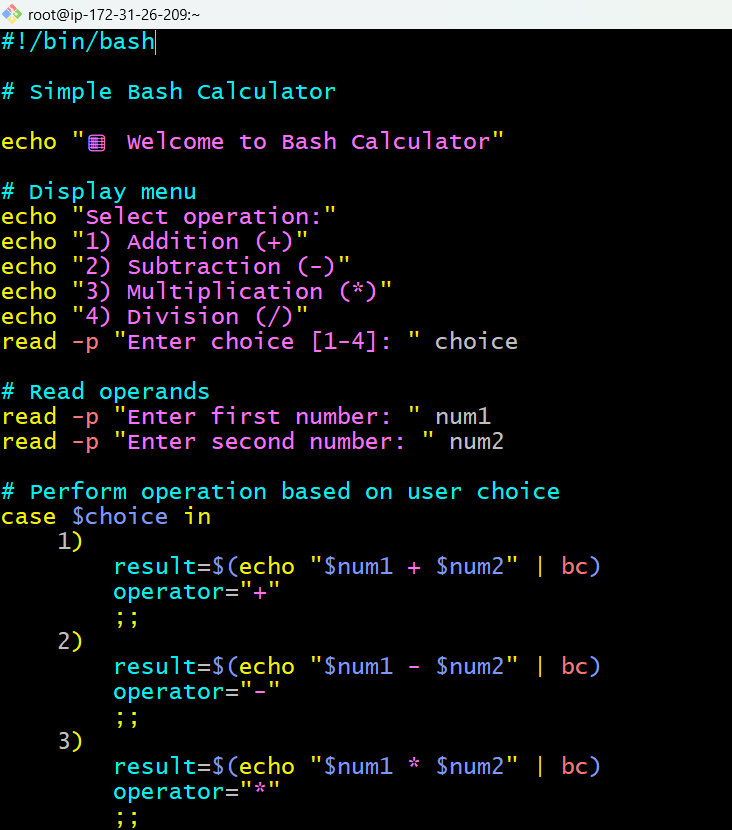 root@ip-172-31-26-209:~
#!/bin/bash
# Simple Bash Calculator
echo "🧮 Welcome to Bash Calculator"
# Display menu
echo "Select operation:"
echo "1) Addition (+)"
echo "2) Subtraction (-)"
echo "3) Multiplication (*)"
echo "4) Division (/)"
read -p "Enter choice [1-4]: " choice
# Read operands
read -p "Enter first number: " num1
read -p "Enter second number: " num2
# Perform operation based on user choice
case $choice in
    1)
        result=$(echo "$num1 + $num2" | bc)
        operator="+"
        ;;
    2)
        result=$(echo "$num1 - $num2" | bc)
        operator="-"
        ;;
    3)
        result=$(echo "$num1 * $num2" | bc)
        operator="*"
        ;;